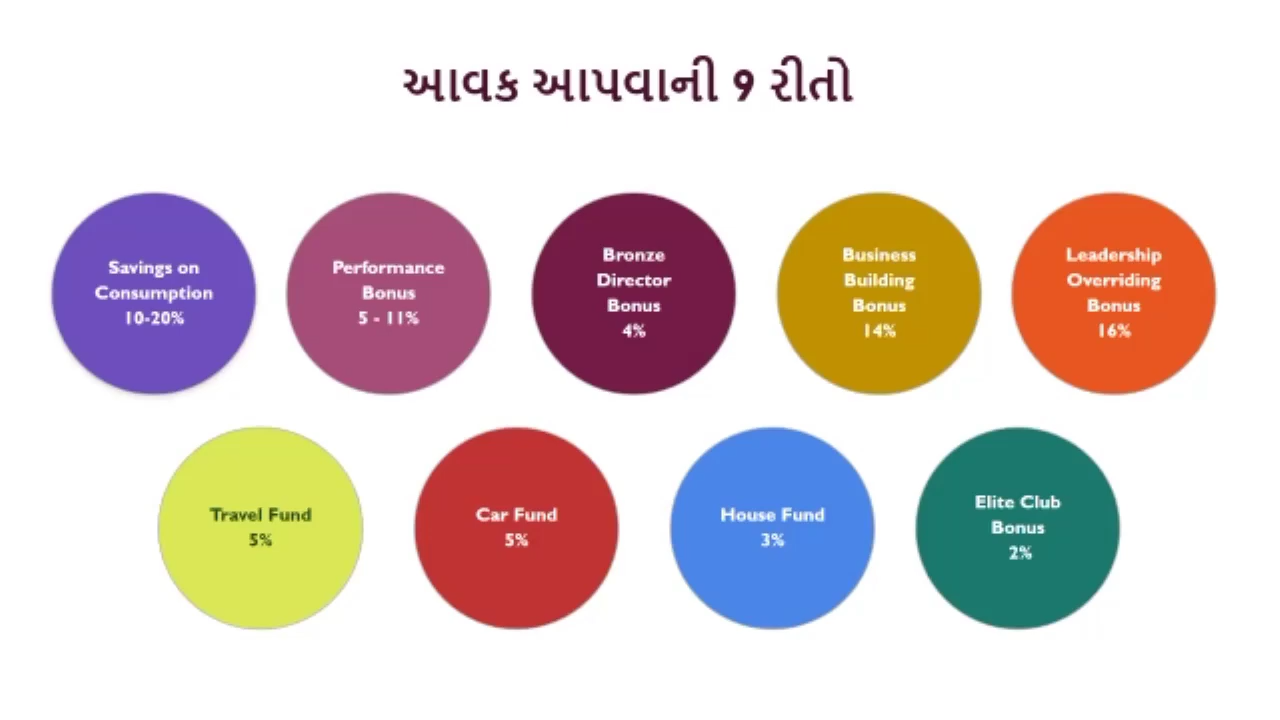 આવક આપવાની 9 રીતો
Savings on
Consumption
10-20%
Performance
Bonus
5 - 11%
Bronze
Director
Bonus
4%
Business
Building
Bonus
14%
Leadership
Overriding
Bonus
16%
Travel Fund
5%
Car Fund
5%
House Fund
3%
Elite Club
Bonus
2%